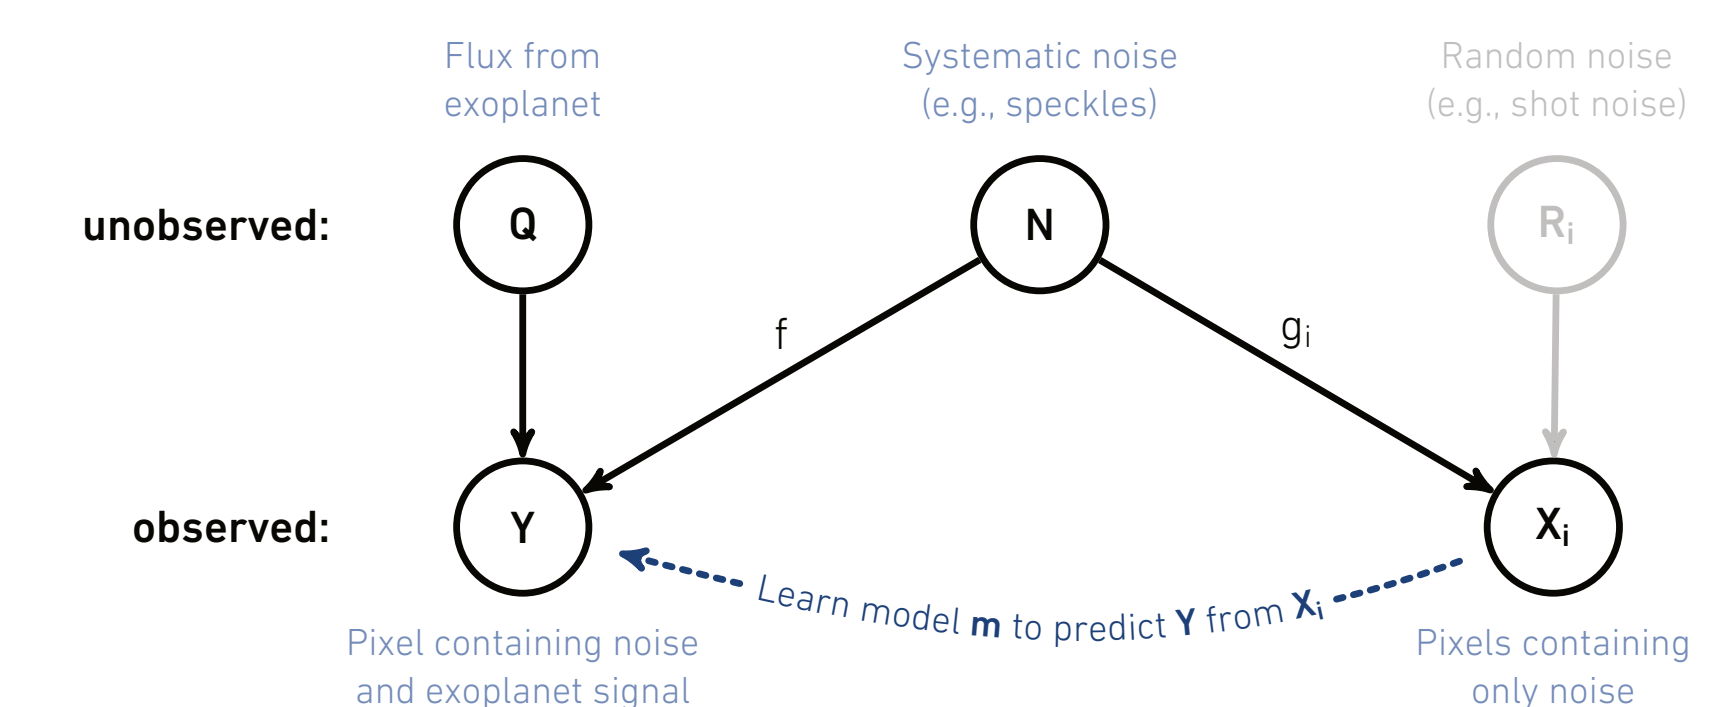 Flux from
exoplanet
Systematic noise
(e.g., speckles)
Random noise
(e.g., shot noise)
unobserved:
Q
N
Ri
f
gi
observed:
Y
Xi
Learn model m to predict Y from Xi
Pixel containing noise
and exoplanet signal
Pixels containing
only noise